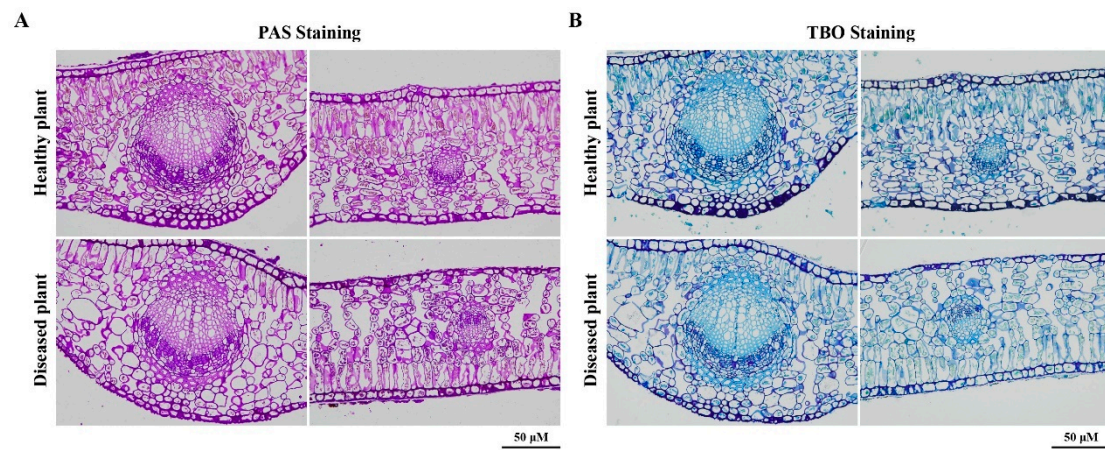 A
PAS Staining
B
TBO Staining
Healthy plant
Healthy plant
Diseased plant
Diseased plant
50 μM
50 μM